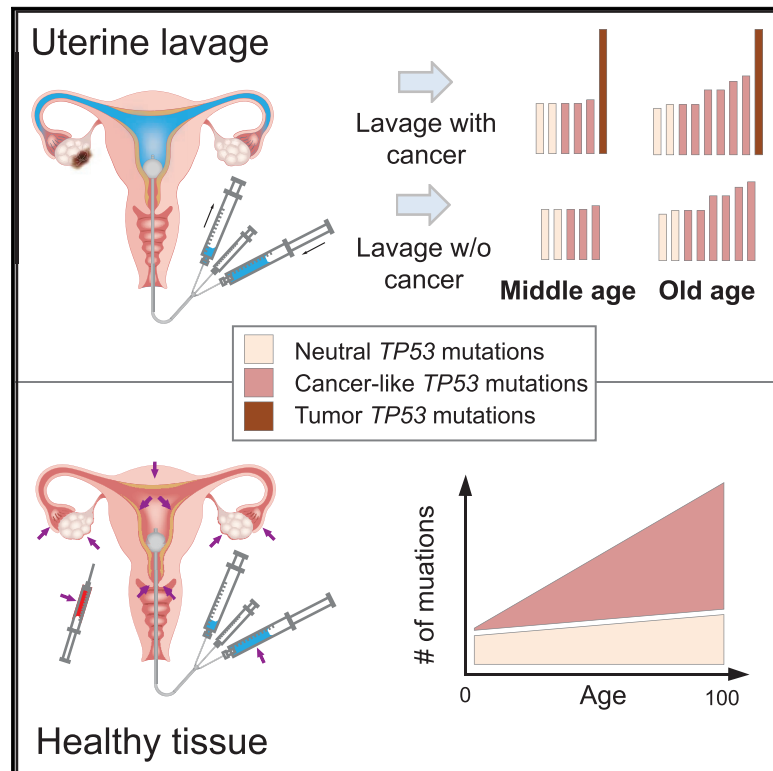 Uterine lavage
Lavage with
cancer
Lavage w/o
cancer
Middle age
Old age
Neutral TP53 mutations
Cancer-like TP53 mutations
Tumor TP53 mutations
# of muations
0
Age
100
Healthy tissue